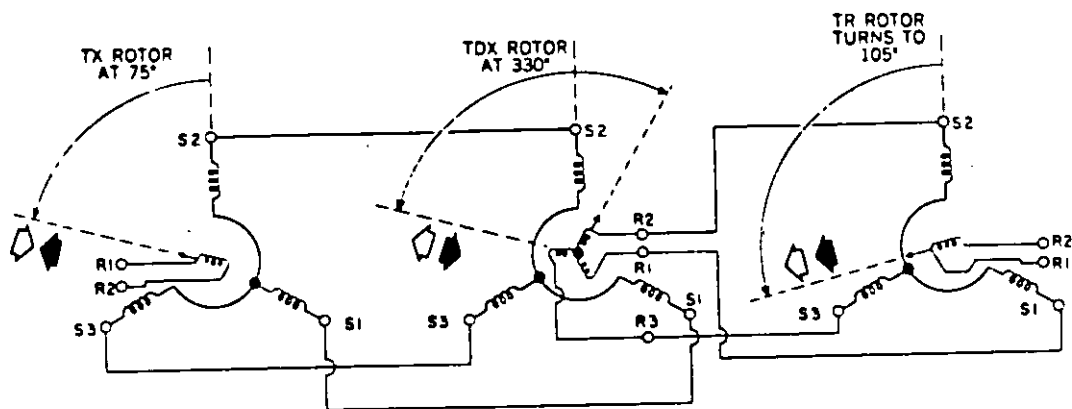 TX ROTOR
AT 75°
TDX ROTOR
AT 330°
TR ROTOR
TURNS TO
105°
S2
S2
S2
R2
R1
R1
R2
R2
R1
S3
S1
S3
S1
R3
S3
S1